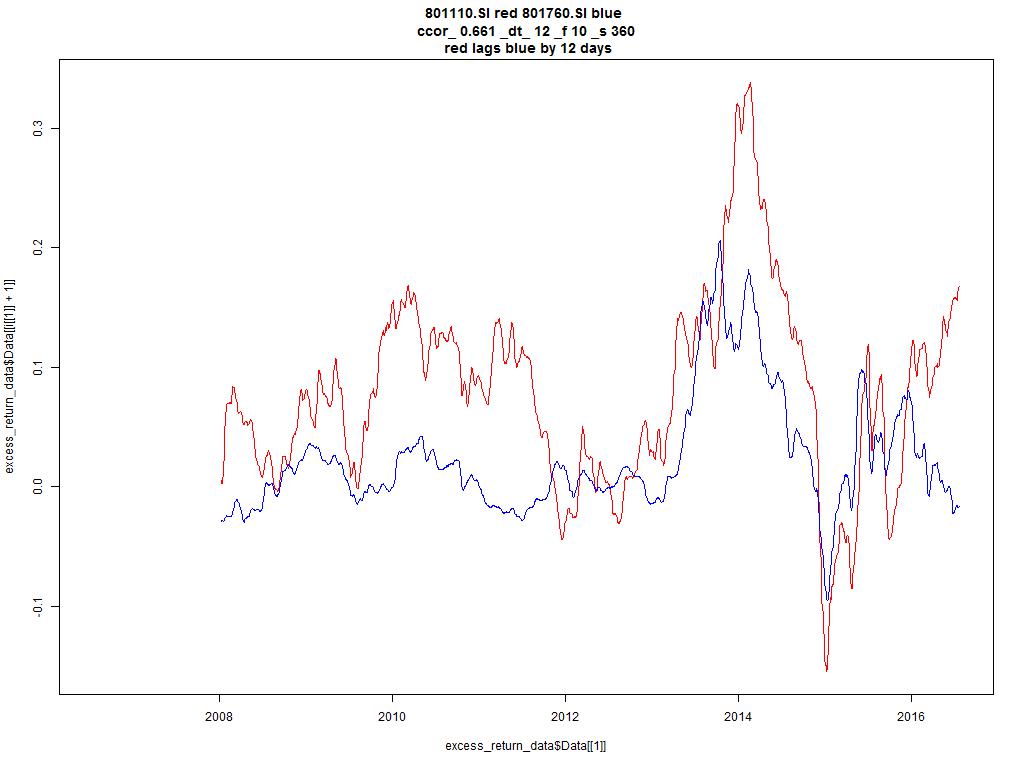 801110.SI red 801760.SI blue
ccor_ 0.661 _dt_ 12 _f 10 _s 360
red lags blue by 12 days
excess_return_data$Data[[i[f[1]] + 1]]
0.3
0.2
0.1
0.0
-0.1
2008
2010
2012
2014
2016
excess_return_data$Data[[1]]